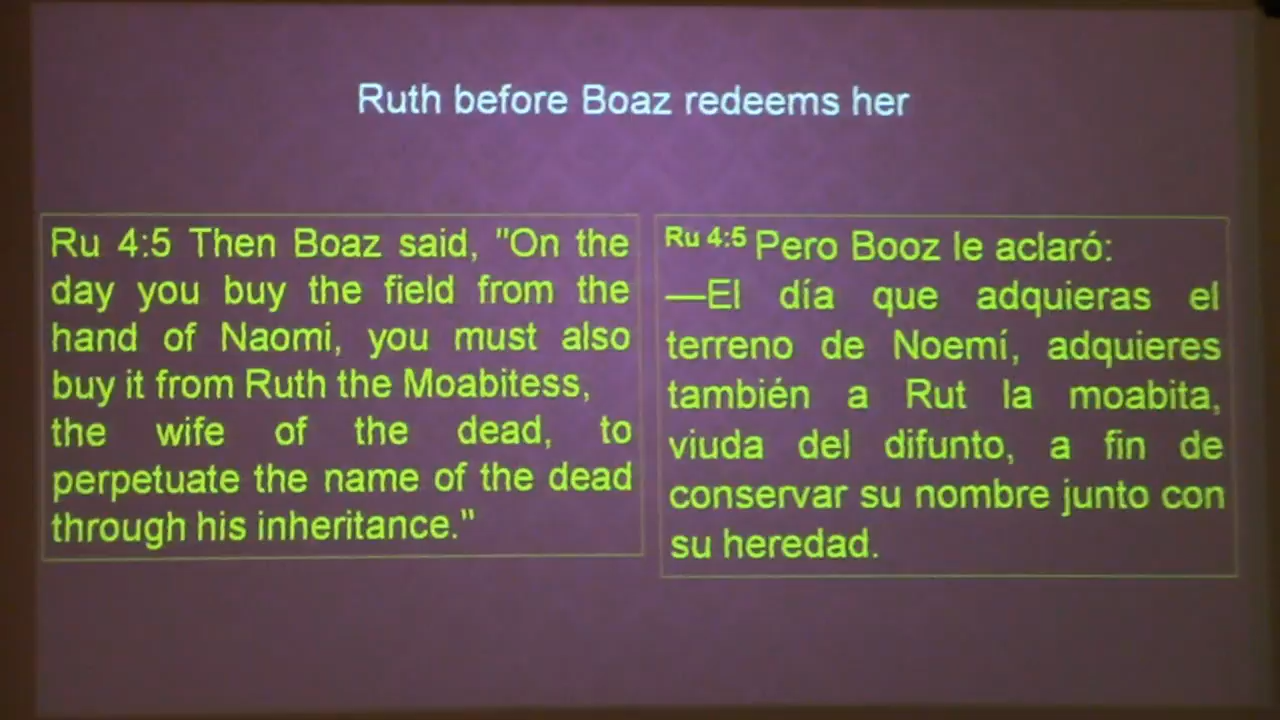 Ruth before Boaz redeems her
Ru 4:5 Then Boaz said, "On the
day you buy the field from the
hand of Naomi, you must also
buy it from Ruth the Moabitess,
the wife of the dead, to
perpetuate the name of the dead
through his inheritance."
Ru 4:5 Pero Booz le aclaró:
—El día que adquieras el
terreno de Noemí, adquieres
también a Rut la moabita,
viuda del difunto, a fin de
conservar su nombre junto con
su heredad.